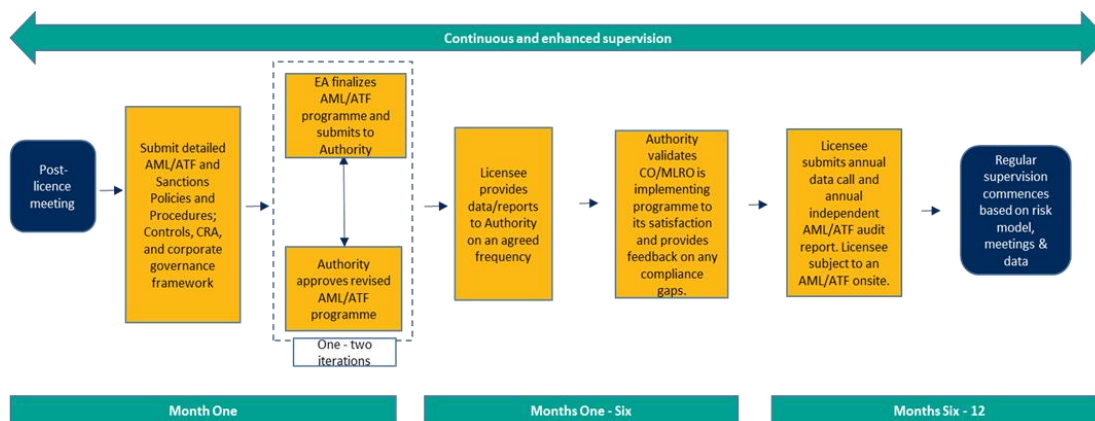 Continuous and enhanced supervision
Post-
licence
meeting
Submit detailed
AML/ATF and
Sanctions
Policies and
Procedures;
Controls, CRA,
and corporate
governance
framework
EA finalizes
AML/ATF
programme and
submits to
Authority
Authority
approves revised
AML/ATF
programme
One - two
iterations
Licensee
provides
data/reports
to Authority
on an agreed
frequency
Authority
validates
CO/MLRO is
implementing
programme to
its satisfaction
and provides
feedback on any
compliance
gaps.
Licensee
submits annual
data call and
annual
independent
AML/ATF audit
report. Licensee
subject to an
AML/ATF onsite.
Regular
supervision
commences
based on risk
model,
meetings &
data
Month One
Months One - Six
Months Six - 12